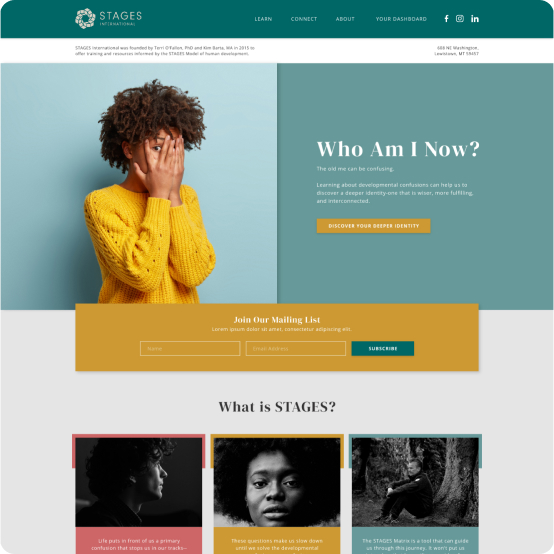 STAGES
INTERNATIONAL
LEARN CONNECT ABOUT YOUR DASHBOARD
STAGES International was founded by Terri O'Fallon, PhD and Kim Barta, MA in 2015 to
offer training and resources informed by the STAGES Model of human development.
608 NE Washington,
Lewistown, MT 59457
Who Am I Now?
The old me can be confusing.
Learning about developmental confusions can help us to
discover a deeper identity-one that is wiser, more fulfilling,
and interconnected.
DISCOVER YOUR DEEPER IDENTITY
Join Our Mailing List
Lorem ipsum dolor sit amet, consectetur adipiscing elit.
Name
Email Address
SUBSCRIBE
What is STAGES?
Life puts in front of us a primary
confusion that stops us in our tracks—
These questions make us slow down
until we solve the developmental
The STAGES Matrix is a tool that can guide
us through this journey. It won't put us